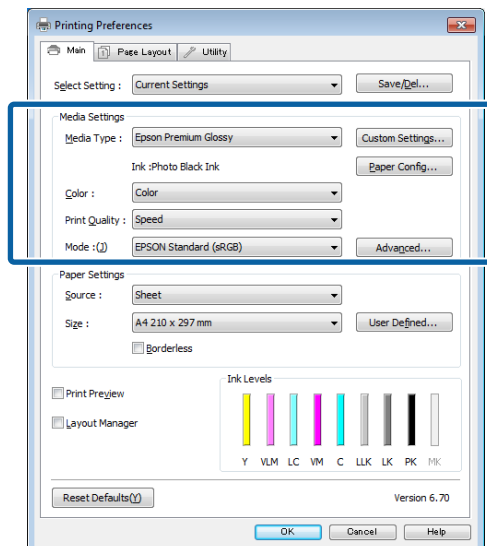 Printing Preferences
Main Page Layout Utility
Select Setting : Current Settings Save/Del...
Media Settings
Media Type : Epson Premium Glossy Custom Settings...
Ink :Photo Black Ink Paper Config...
Color : Color
Print Quality : Speed
Mode :(J) EPSON Standard (sRGB) Advanced...
Paper Settings
Source : Sheet
Size : A4 210 x 297 mm User Defined...
Borderless
Ink Levels
Print Preview
Layout Manager
Y VLM LC VM C LLK LK PK MK
Reset Defaults(Y) Version 6.70
OK Cancel Help